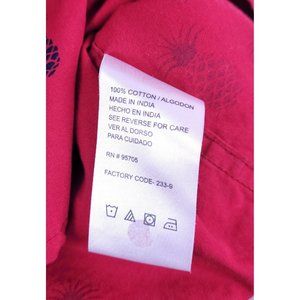 100% COTTON / ALGODON
MADE IN INDIA
HECHO EN INDIA
SEE REVERSE FOR CARE
VER AL DORSO
PARA CUIDADO
RN # 95705
FACTORY CODE- 233-9